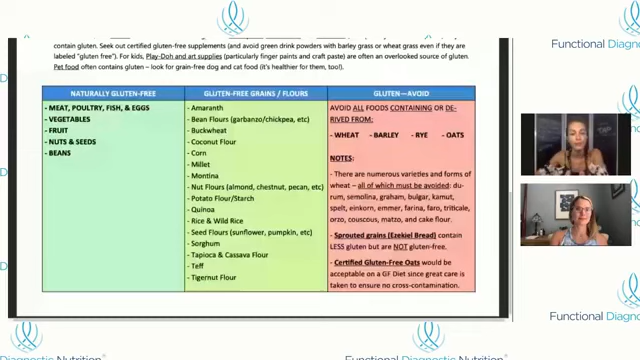 Functional Diagnostic
contain gluten. Seek out certified gluten-free supplements (and avoid green drink powders with barley grass or wheat grass even if they are
labeled "gluten free"). For kids, Play-Doh and art supplies (particularly finger paints and craft paste) are often an overlooked source of gluten.
Pet food often contains gluten – look for grain-free dog and cat food (it's healthier for them, too!).
NATURALLY GLUTEN-FREE
- MEAT, POULTRY, FISH, & EGGS
- VEGETABLES
- FRUIT
- NUTS & SEEDS
- BEANS
GLUTEN-FREE GRAINS / FLOURS
- Amaranth
- Bean Flours (garbanzo/chickpea, etc)
- Buckwheat
- Coconut Flour
- Corn
- Millet
- Montina
- Nut Flours (almond, chestnut, pecan, etc)
- Potato Flour/Starch
- Quinoa
- Rice & Wild Rice
- Seed Flours (sunflower, pumpkin, etc)
- Sorghum
- Tapioca & Cassava Flour
- Teff
- Tigernut Flour
GLUTEN—AVOID
AVOID ALL FOODS CONTAINING OR DE-
RIVED FROM:
- WHEAT - BARLEY - RYE - OATS
NOTES:
- There are numerous varieties and forms of
wheat – all of which must be avoided: du-
rum, semolina, graham, bulgar, kamut,
spelt, einkorn, emmer, farina, faro, triticale,
orzo, couscous, matzo, and cake flour.
- Sprouted grains (Ezekiel Bread) contain
LESS gluten but are NOT gluten-free.
- Certified Gluten-Free Oats would be
acceptable on a GF Diet since great care is
taken to ensure no cross-contamination.
Functional Diagno
Diagnostic Nutrition®
Functional Diagnostic Nutrition®